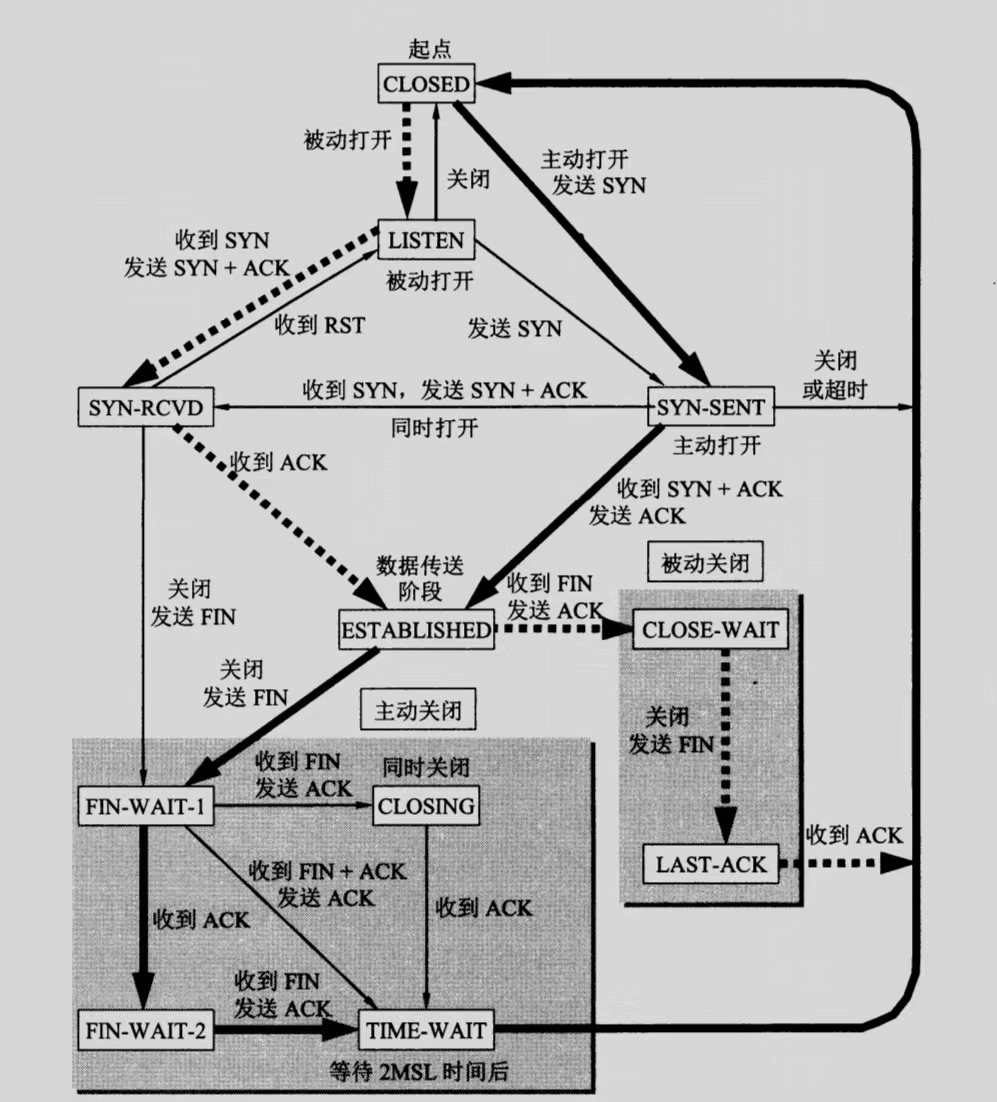 起点
CLOSED
被动打开
关闭
主动打开
发送 SYN
LISTEN
被动打开
收到 SYN
发送 SYN + ACK
收到 RST
发送 SYN
关闭
或超时
SYN-RCVD
收到 SYN，发送 SYN + ACK
同时打开
SYN-SENT
主动打开
收到 ACK
收到 SYN + ACK
发送 ACK
关闭
发送 FIN
数据传送
阶段
ESTABLISHED
收到 FIN
发送 ACK
被动关闭
CLOSE-WAIT
关闭
发送 FIN
主动关闭
关闭
发送 FIN
LAST-ACK
收到 ACK
FIN-WAIT-1
收到 FIN
发送 ACK
同时关闭
CLOSING
收到 FIN + ACK
发送 ACK
收到 ACK
收到 ACK
收到 FIN
发送 ACK
FIN-WAIT-2
TIME-WAIT
等待 2MSL 时间后